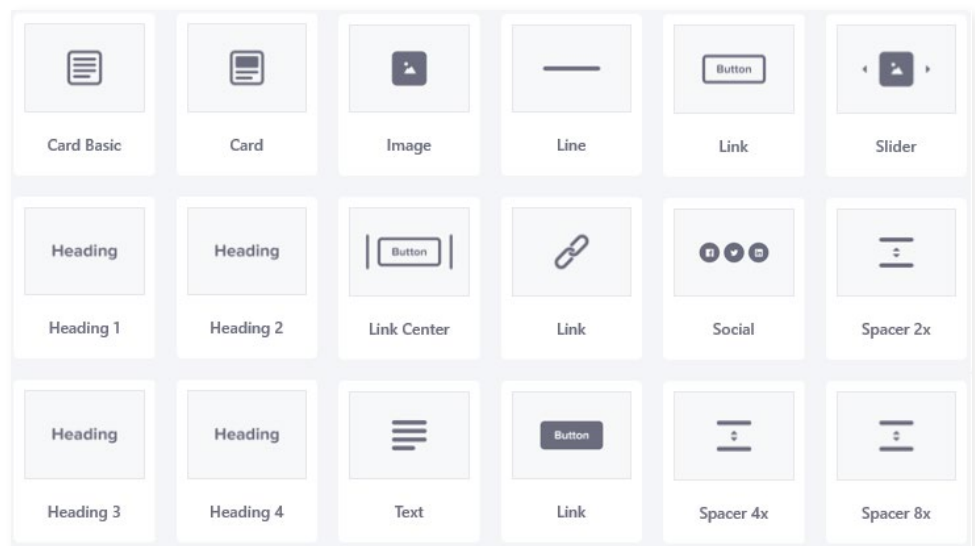 Button
Card Basic
Card
Image
Line
Link
Slider
Heading
Heading
Button
Heading 1
Heading 2
Link Center
Link
Social
Spacer 2x
Heading
Heading
Button
Heading 3
Heading 4
Text
Link
Spacer 4x
Spacer 8x